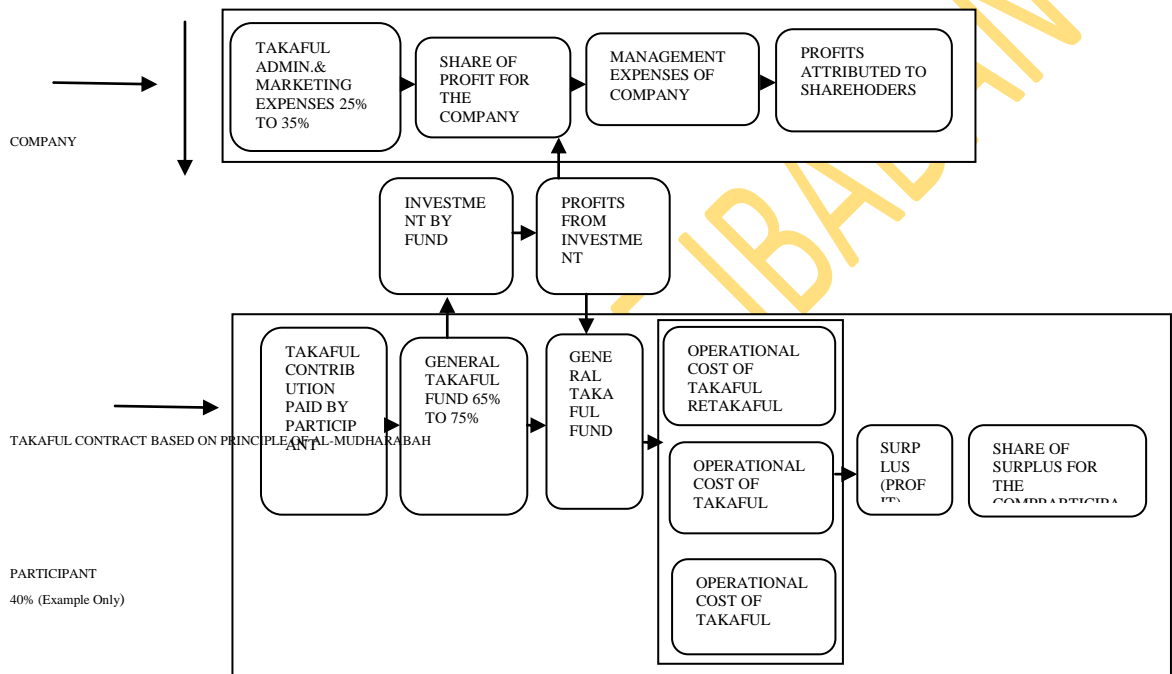 TAKAFUL
ADMIN.&
MARKETING
EXPENSES 25%
TO 35%
SHARE OF
PROFIT FOR
THE
COMPANY
MANAGEMENT
EXPENSES OF
COMPANY
PROFITS
ATTRIBUTED TO
SHAREHODERS
COMPANY
INVESTME
NT BY
FUND
PROFITS
FROM
INVESTME
NT
IBADAN
TAKAFUL
CONTRIB
UTION
PAID BY
PARTICIP
ANT
GENERAL
TAKAFUL
FUND 65%
TO 75%
GENE
RAL
TAKA
FUL
FUND
OPERATIONAL
COST OF
TAKAFUL
RETAKAFUL
OPERATIONAL
COST OF
TAKAFUL
OPERATIONAL
COST OF
TAKAFUL
SURP
LUS
(PROF
IT)
SHARE OF
SURPLUS FOR
THE
COMPPARTICIPA
TAKAFUL CONTRACT BASED ON PRINCIPLE OF AL-MUDHARABAH
PARTICIPANT
40% (Example Only)